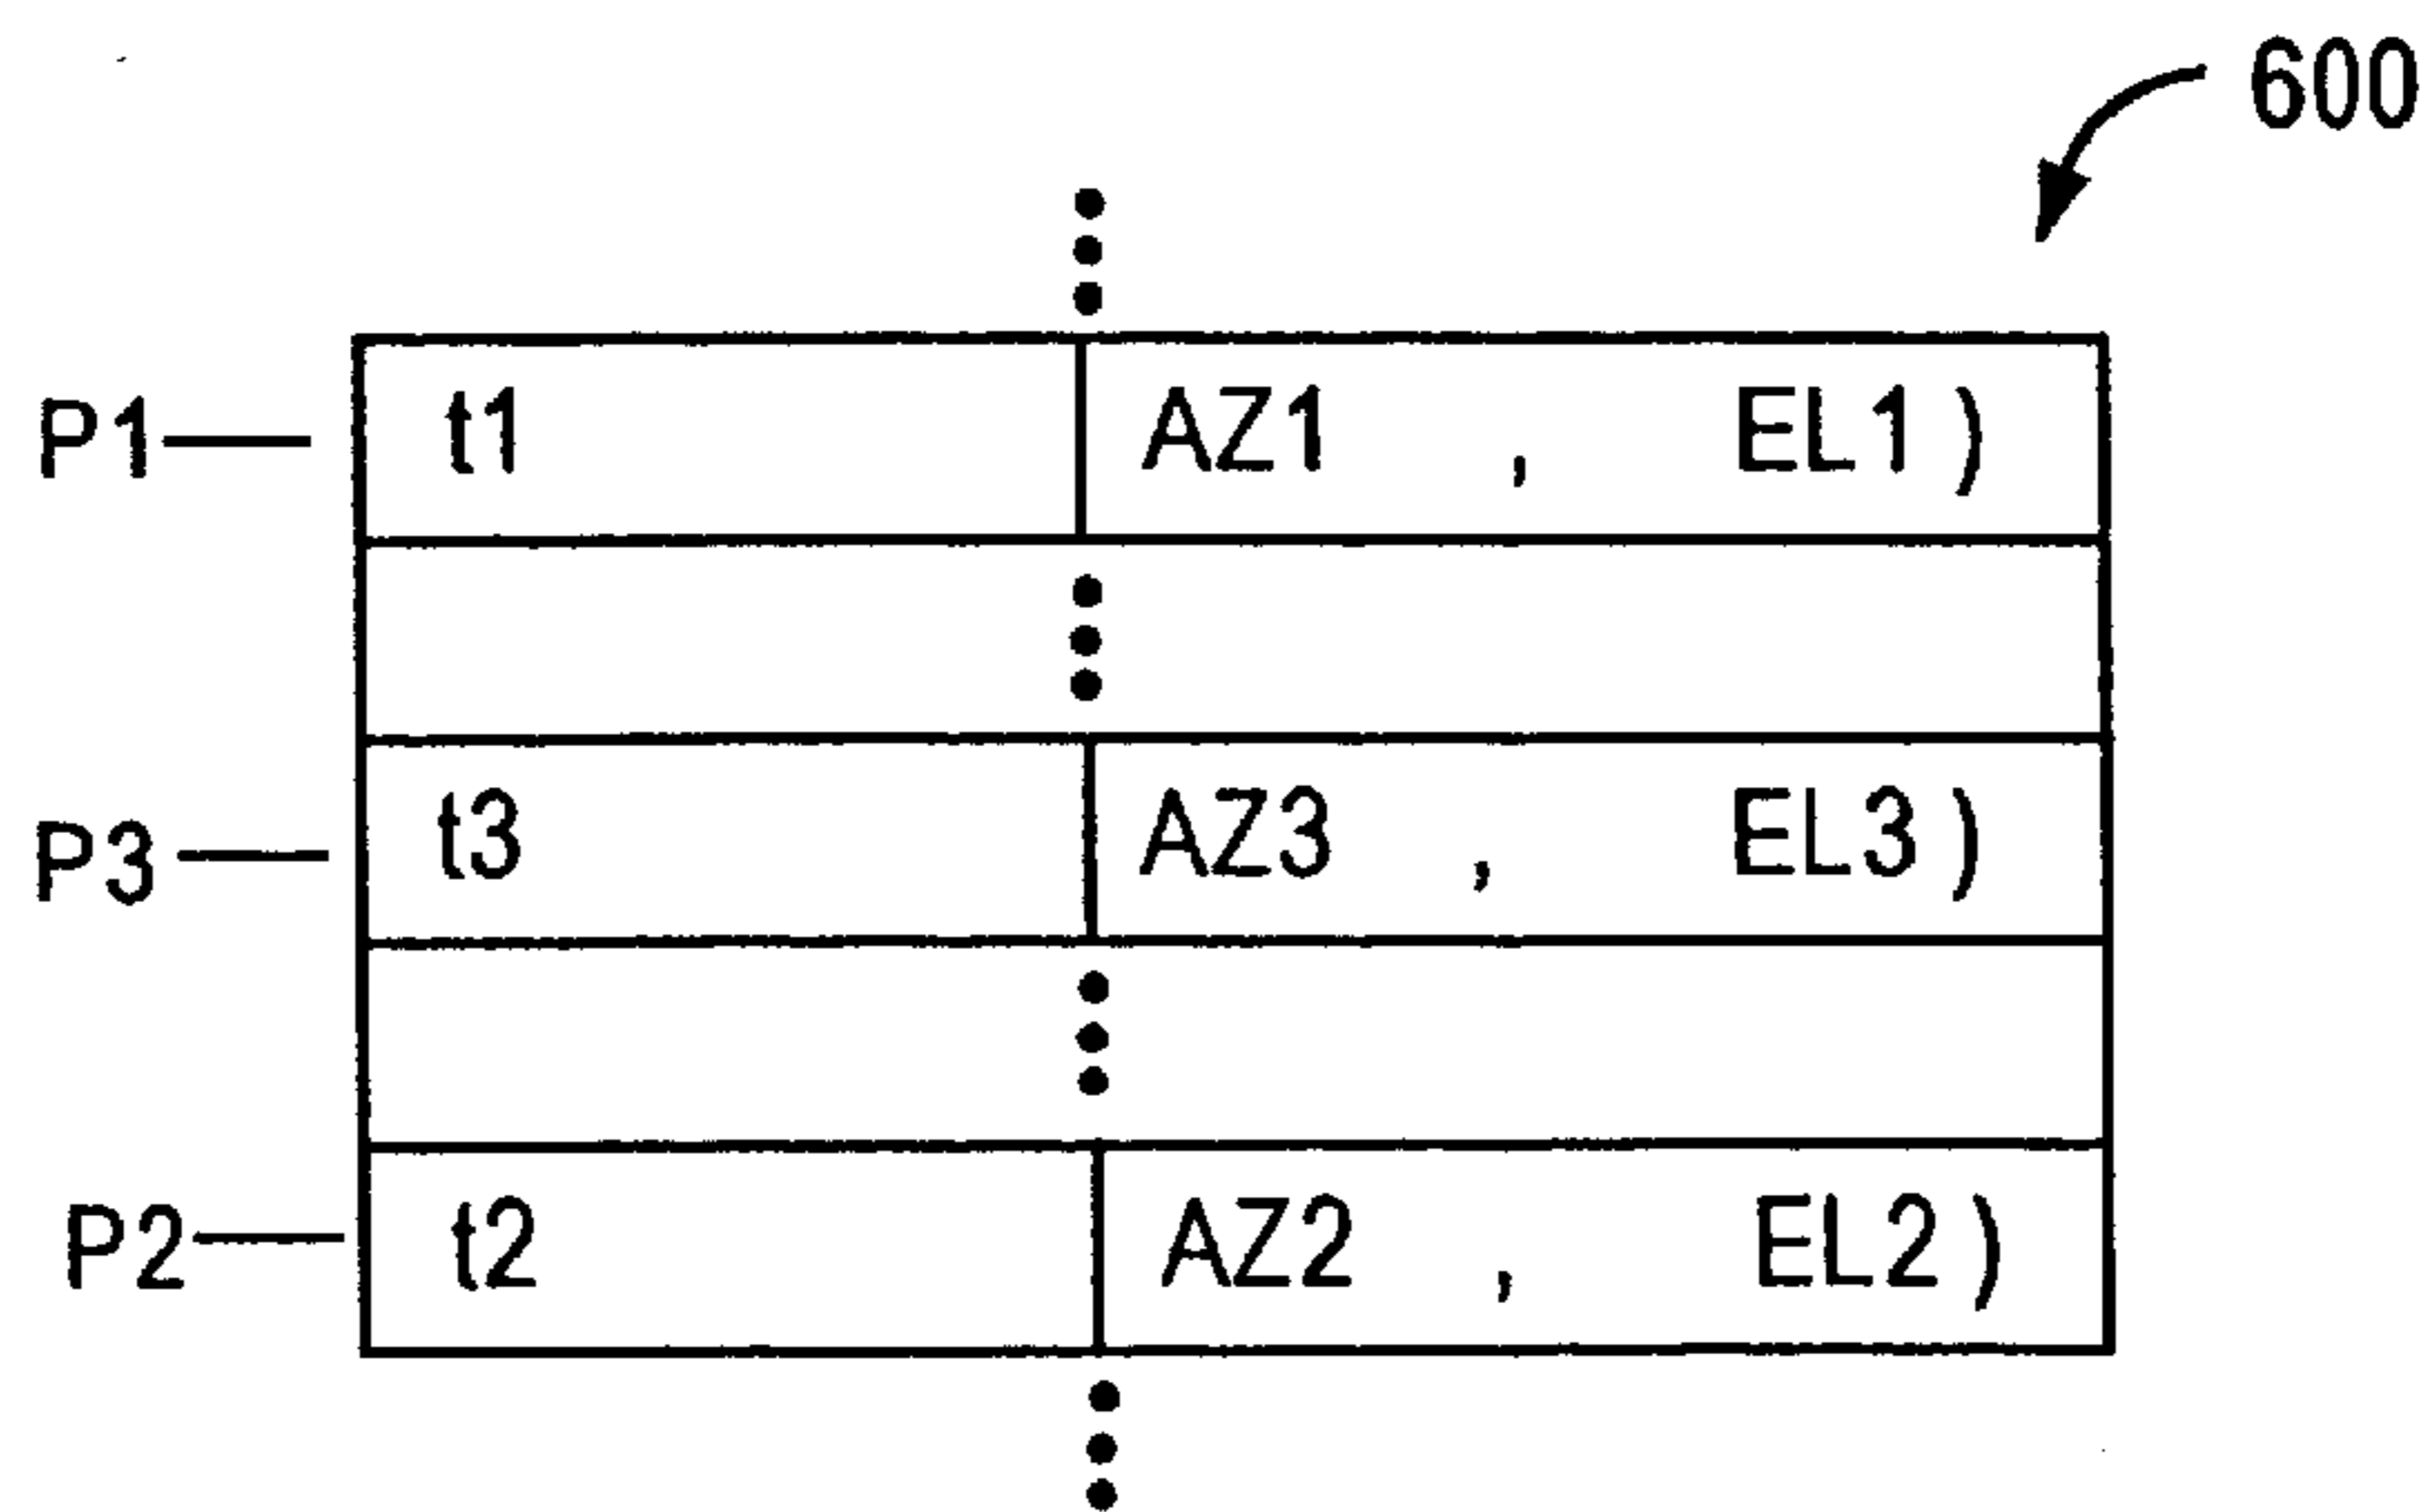 600
P1 t1 AZ1 , EL1)
P3 t3 AZ3 , EL3)
P2 t2 AZ2 , EL2)